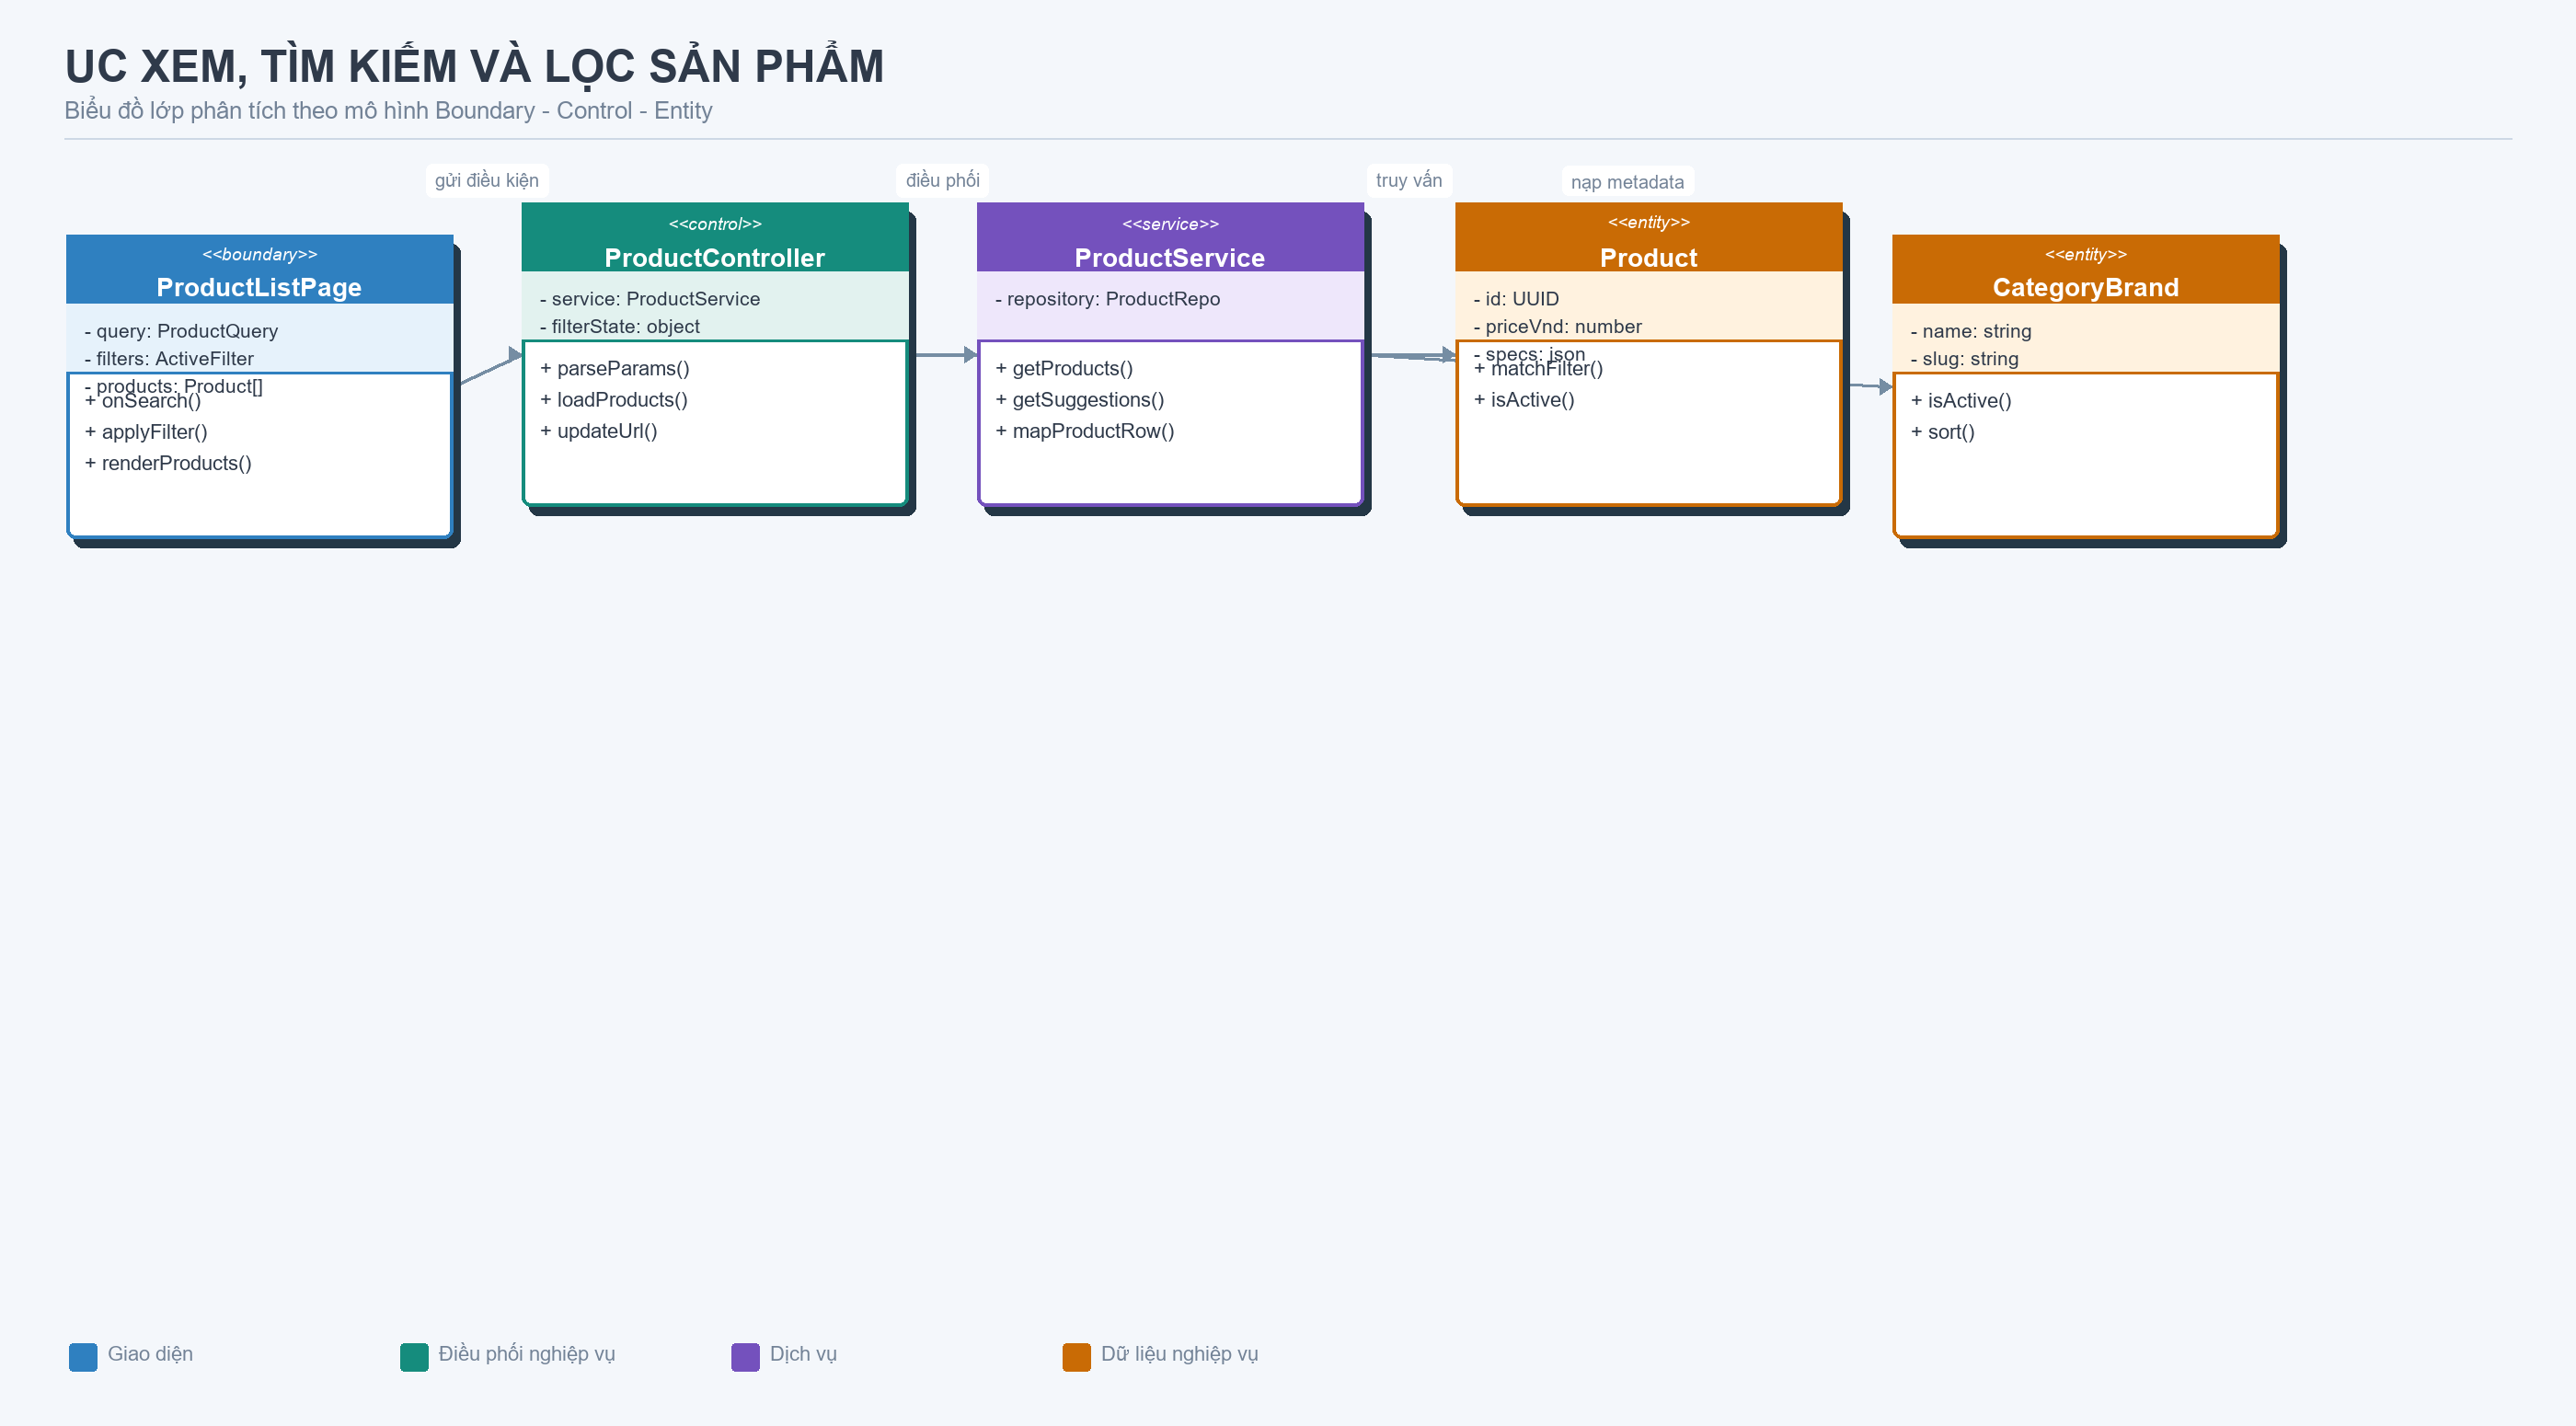 UC XEM, TÌM KIẾM VÀ LỌC SẢN PHẨM
Biểu đồ lớp phân tích theo mô hình Boundary - Control - Entity
gửi điều kiện
điều phối
truy vấn
nạp metadata
<<boundary>>
ProductListPage
- query: ProductQuery
- filters: ActiveFilter
- products: Product[]
+ onSearch()
+ applyFilter()
+ renderProducts()
<<control>>
ProductController
- service: ProductService
- filterState: object
+ parseParams()
+ loadProducts()
+ updateUrl()
<<service>>
ProductService
- repository: ProductRepo
+ getProducts()
+ getSuggestions()
+ mapProductRow()
<<entity>>
Product
- id: UUID
- priceVnd: number
- specs: json
+ matchFilter()
+ isActive()
<<entity>>
CategoryBrand
- name: string
- slug: string
+ isActive()
+ sort()
Giao diện
Điều phối nghiệp vụ
Dịch vụ
Dữ liệu nghiệp vụ